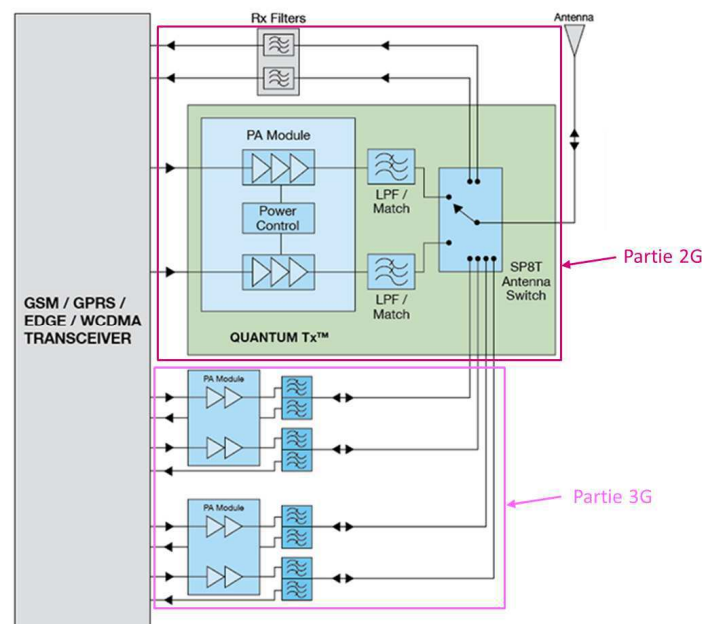 Rx Filters
Antenna
PA Module
Power
Control
LPF /
Match
LPF /
Match
SP8T
Antenna
Switch
QUANTUM Tx™
Partie 2G
GSM / GPRS /
EDGE / WCDMA
TRANSCEIVER
PA Module
PA Module
Partie 3G